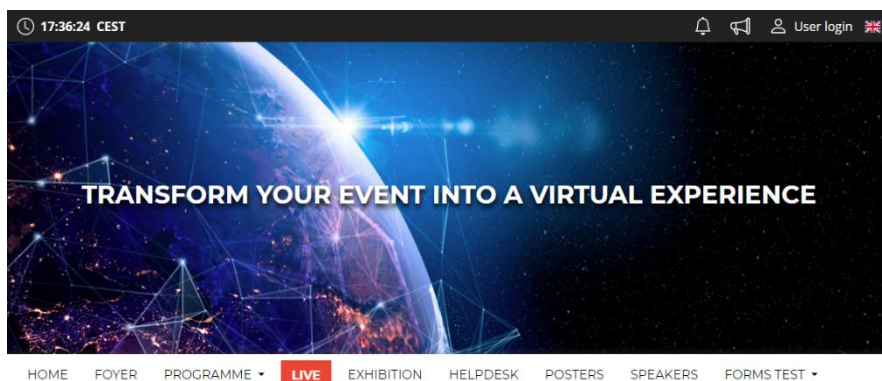 17:36:24 CEST User login
TRANSFORM YOUR EVENT INTO A VIRTUAL EXPERIENCE
HOME FOYER PROGRAMME LIVE EXHIBITION HELPDESK POSTERS SPEAKERS FORMS TEST